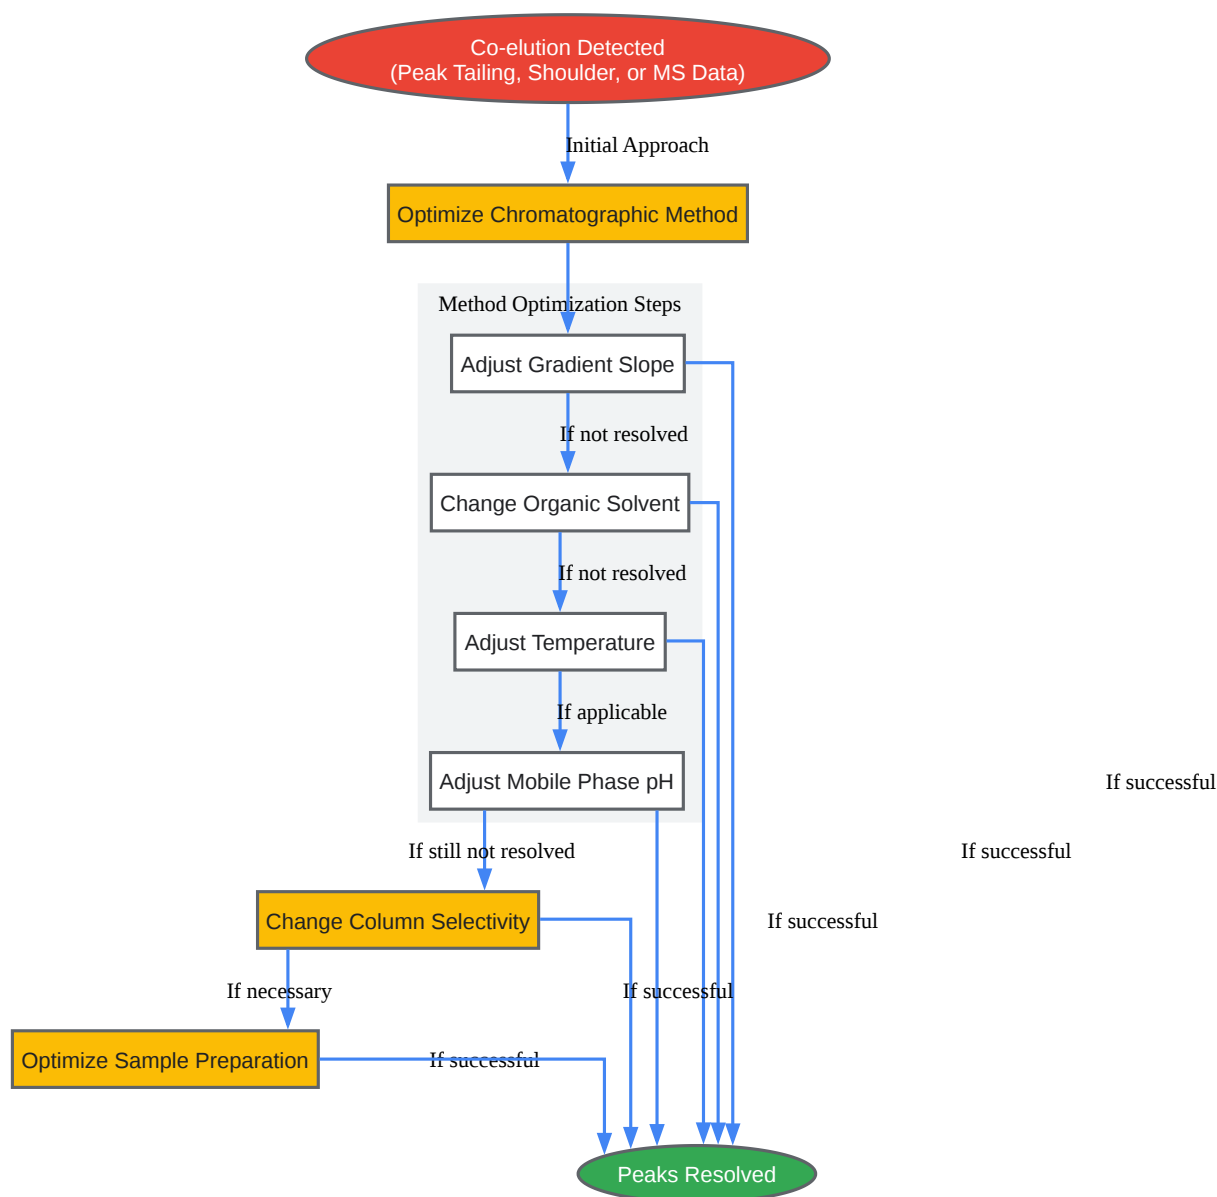 Co-elution Detected
(Peak Tailing, Shoulder, or MS Data)
Initial Approach
Optimize Chromatographic Method
Method Optimization Steps
Adjust Gradient Slope
If not resolved
Change Organic Solvent
If not resolved
Adjust Temperature
If applicable
Adjust Mobile Phase pH
If successful
If still not resolved
If successful
Change Column Selectivity
If successful
If necessary
If successful
Optimize Sample Preparation
If successful
Peaks Resolved